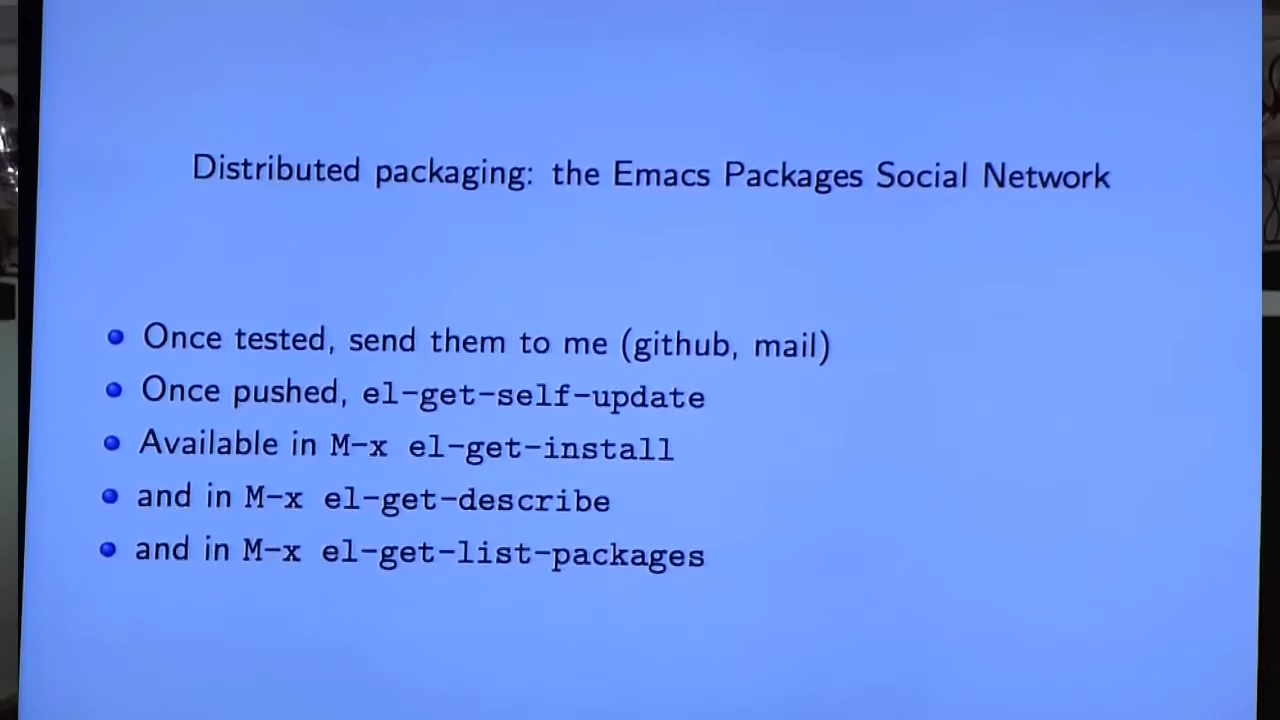 Distributed packaging: the Emacs Packages Social Network
Once tested, send them to me (github, mail)
Once pushed, el-get-self-update
Available in M-x el-get-install
and in M-x el-get-describe
and in M-x el-get-list-packages